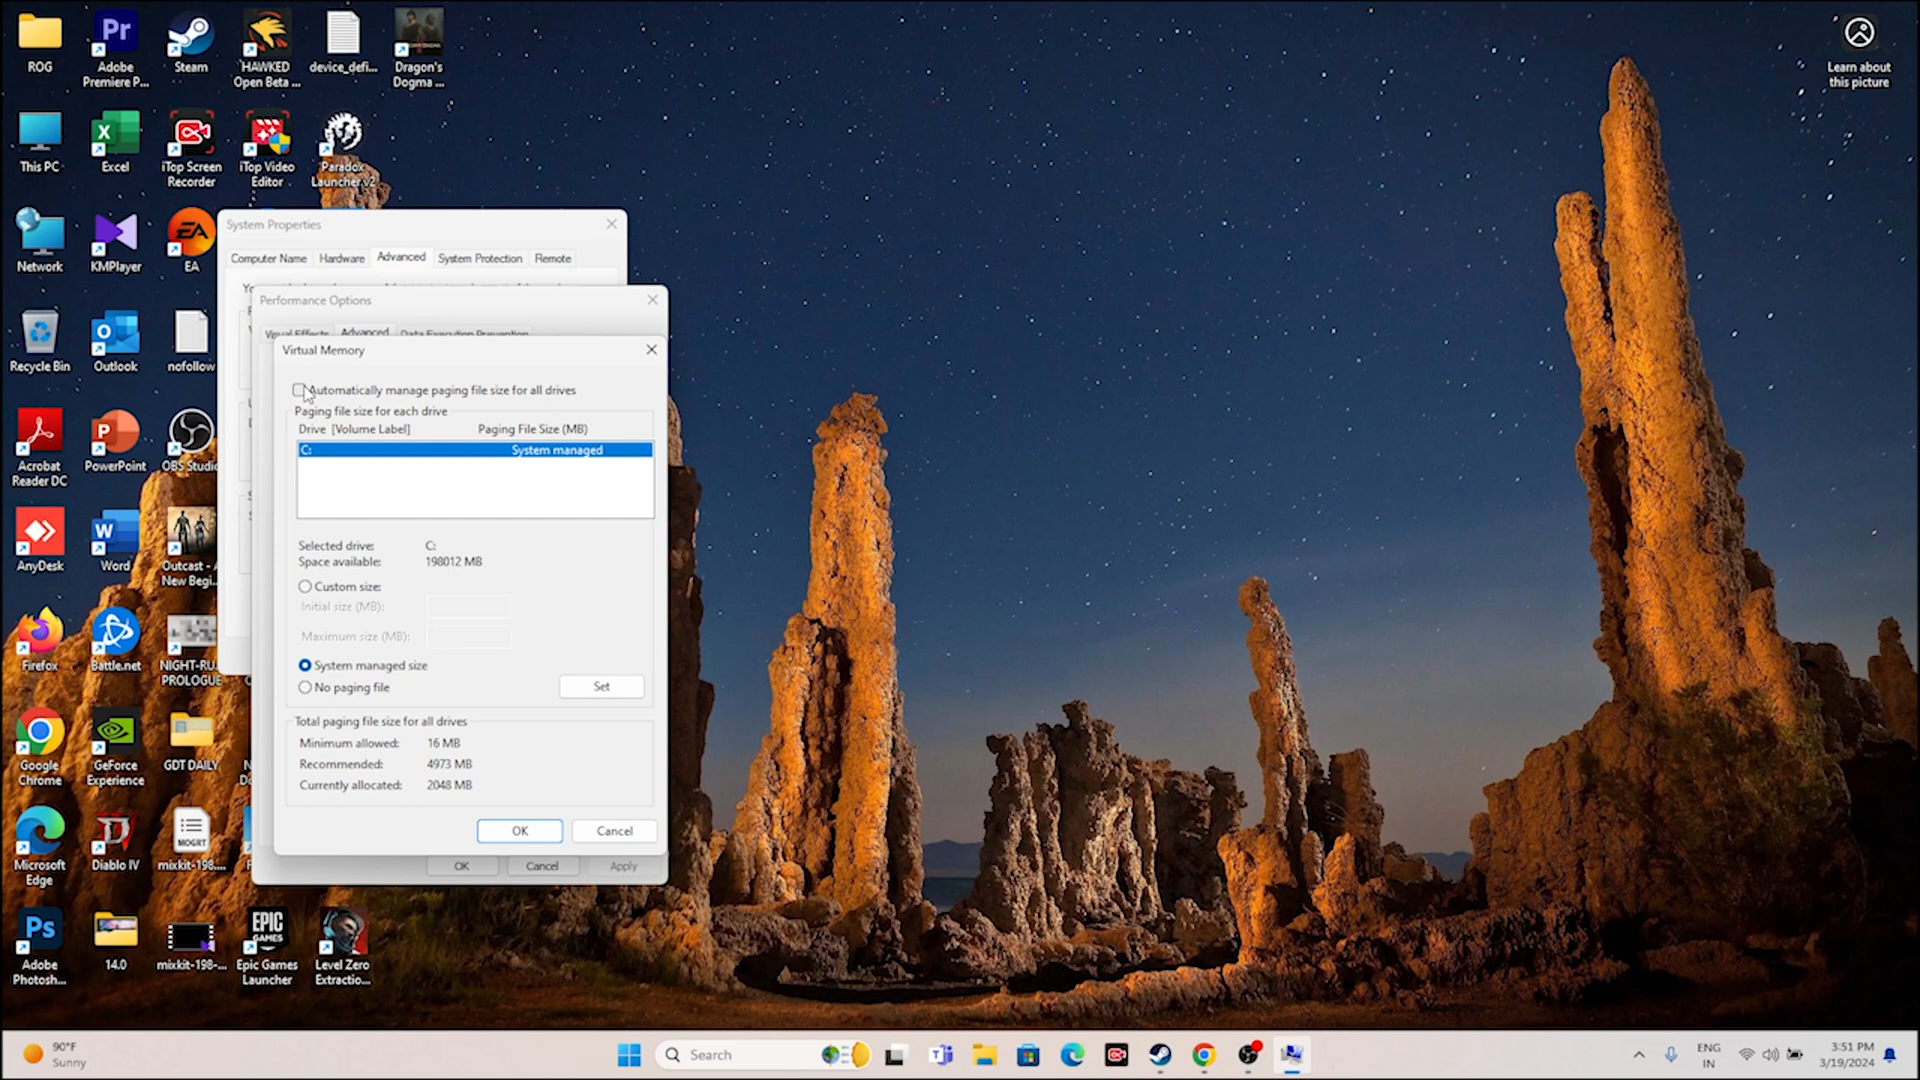 ROG
Adobe
Premiere P...
Steam
HAWKED
Open Beta ...
device_defi...
Dragon's
Dogma ...
Learn about
this picture
This PC
Excel
iTop Screen
Recorder
iTop Video
Editor
Paradox
Launcher v2
Network
KMPlayer
EA
Recycle Bin
Outlook
nofollow
Acrobat
Reader DC
PowerPoint
OBS Studio
AnyDesk
Word
Outcast - A
New Begi...
Firefox
Battle.net
NIGHT-RU...
PROLOGUE
Google
Chrome
GeForce
Experience
GDT DAILY
Microsoft
Edge
Diablo IV
MOGRT
mixkit-198....
Adobe
Photosh...
14.0
mixkit-198-...
EPIC
GAMES
Epic Games
Launcher
Level Zero
Extractio...
System Properties
Computer Name
Hardware
Advanced
System Protection
Remote
Performance Options
Visual Effects
Advanced
Data Execution Prevention
Virtual Memory
Automatically manage paging file size for all drives
Paging file size for each drive
Drive [Volume Label]
Paging File Size (MB)
C:
System managed
Selected drive:
C:
Space available:
198012 MB
Custom size:
Initial size (MB):
Maximum size (MB):
System managed size
No paging file
Set
Total paging file size for all drives
Minimum allowed:
16 MB
Recommended:
4973 MB
Currently allocated:
2048 MB
OK
Cancel
OK
Cancel
Apply
90°F
Sunny
Search
ENG
IN
3:51 PM
3/19/2024